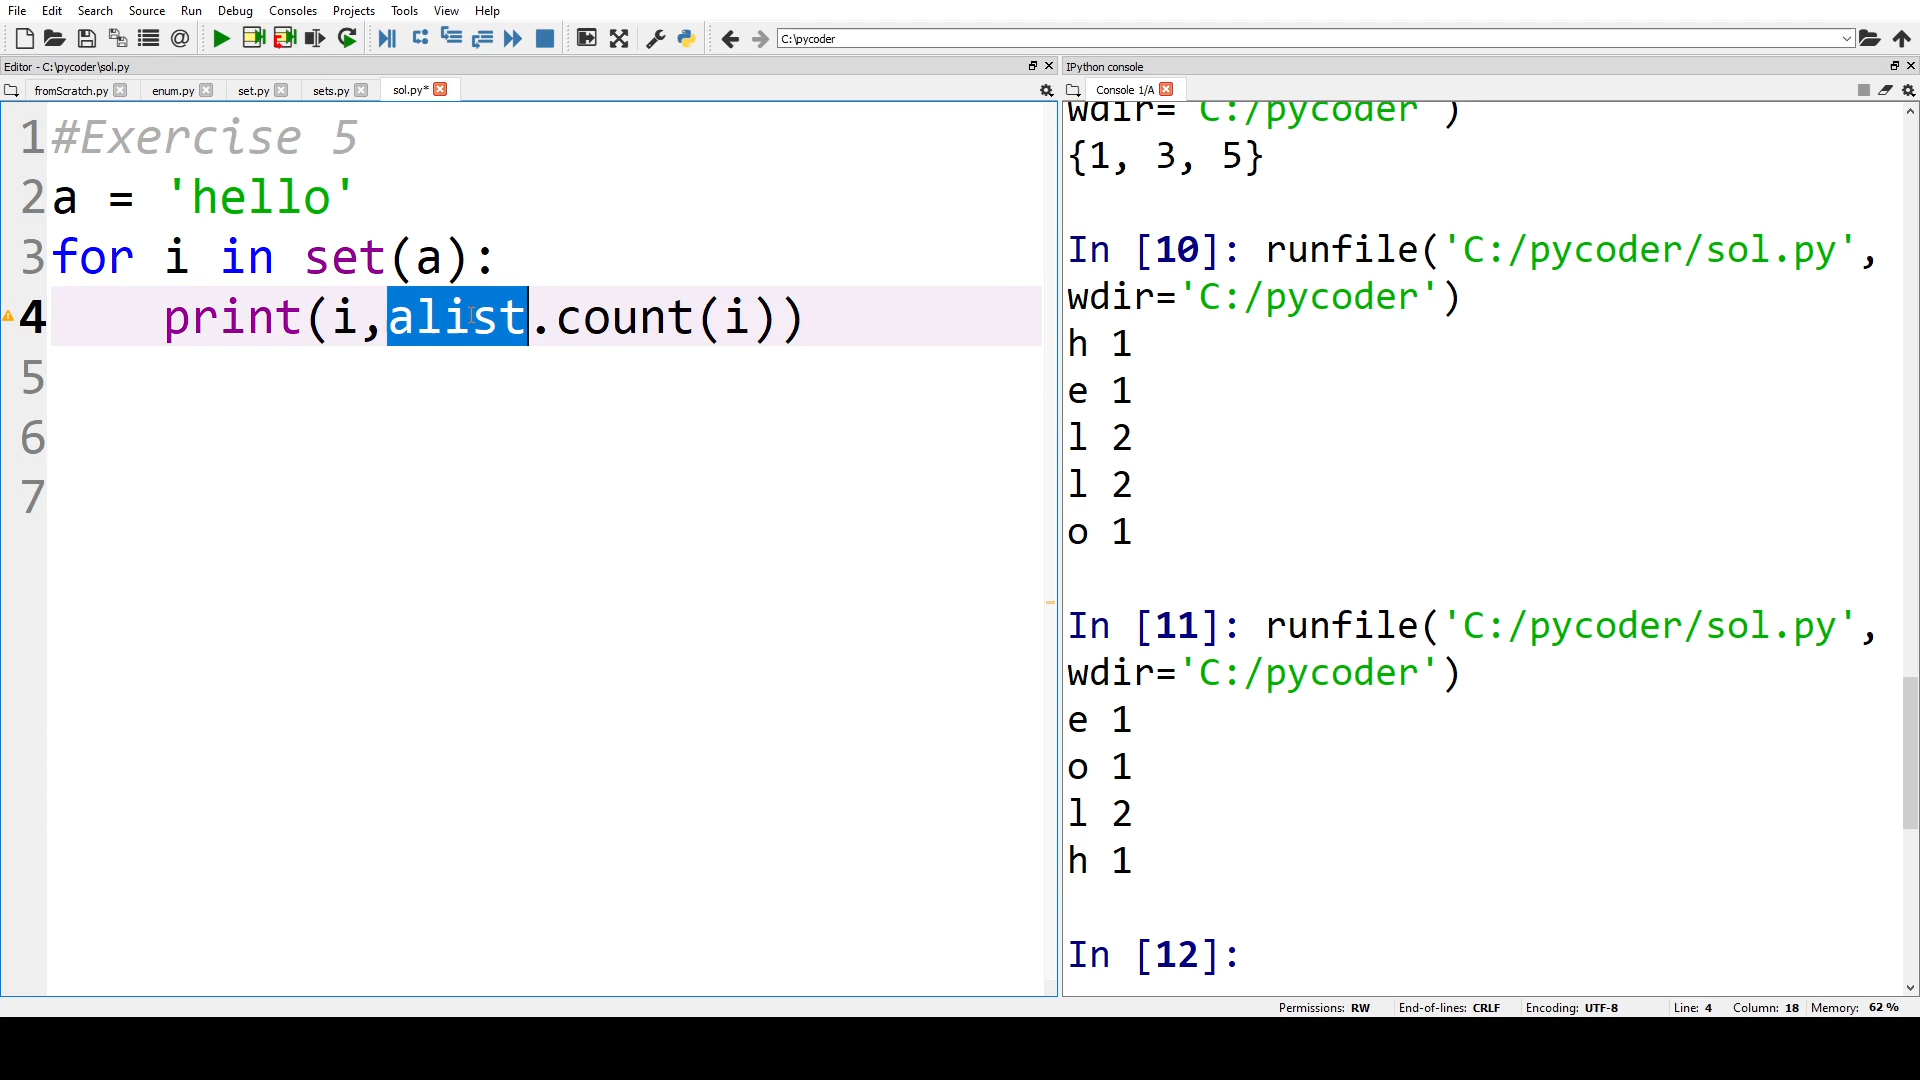 File Edit Search Source Run Debug Consoles Projects Tools View Help
C:\pycoder
Editor - C:\pycoder\sol.py
IPython console
fromScratch.py enum.py set.py sets.py sol.py*
Console 1/A
1 #Exercise 5
2 a = 'hello'
3 for i in set(a):
4 print(i,alist.count(i))
5
6
7
wdir='C:/pycoder')
{1, 3, 5}
In [10]: runfile('C:/pycoder/sol.py',
wdir='C:/pycoder')
h 1
e 1
l 2
l 2
o 1
In [11]: runfile('C:/pycoder/sol.py',
wdir='C:/pycoder')
e 1
o 1
l 2
h 1
In [12]:
Permissions: RW End-of-lines: CRLF Encoding: UTF-8 Line: 4 Column: 18 Memory: 62 %